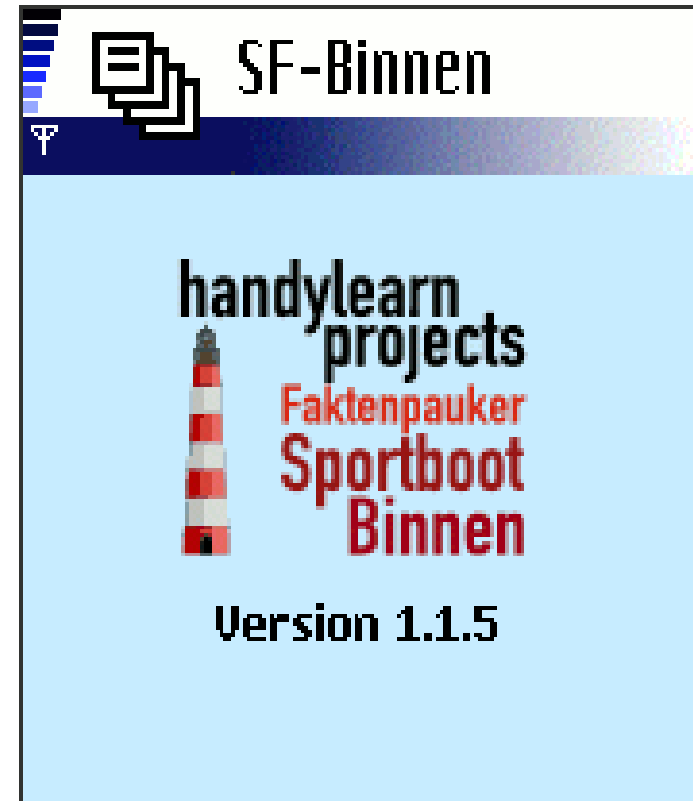 SF-Binnen
handylearn
projects
Faktenpauker
Sportboot
Binnen
Version 1.1.5